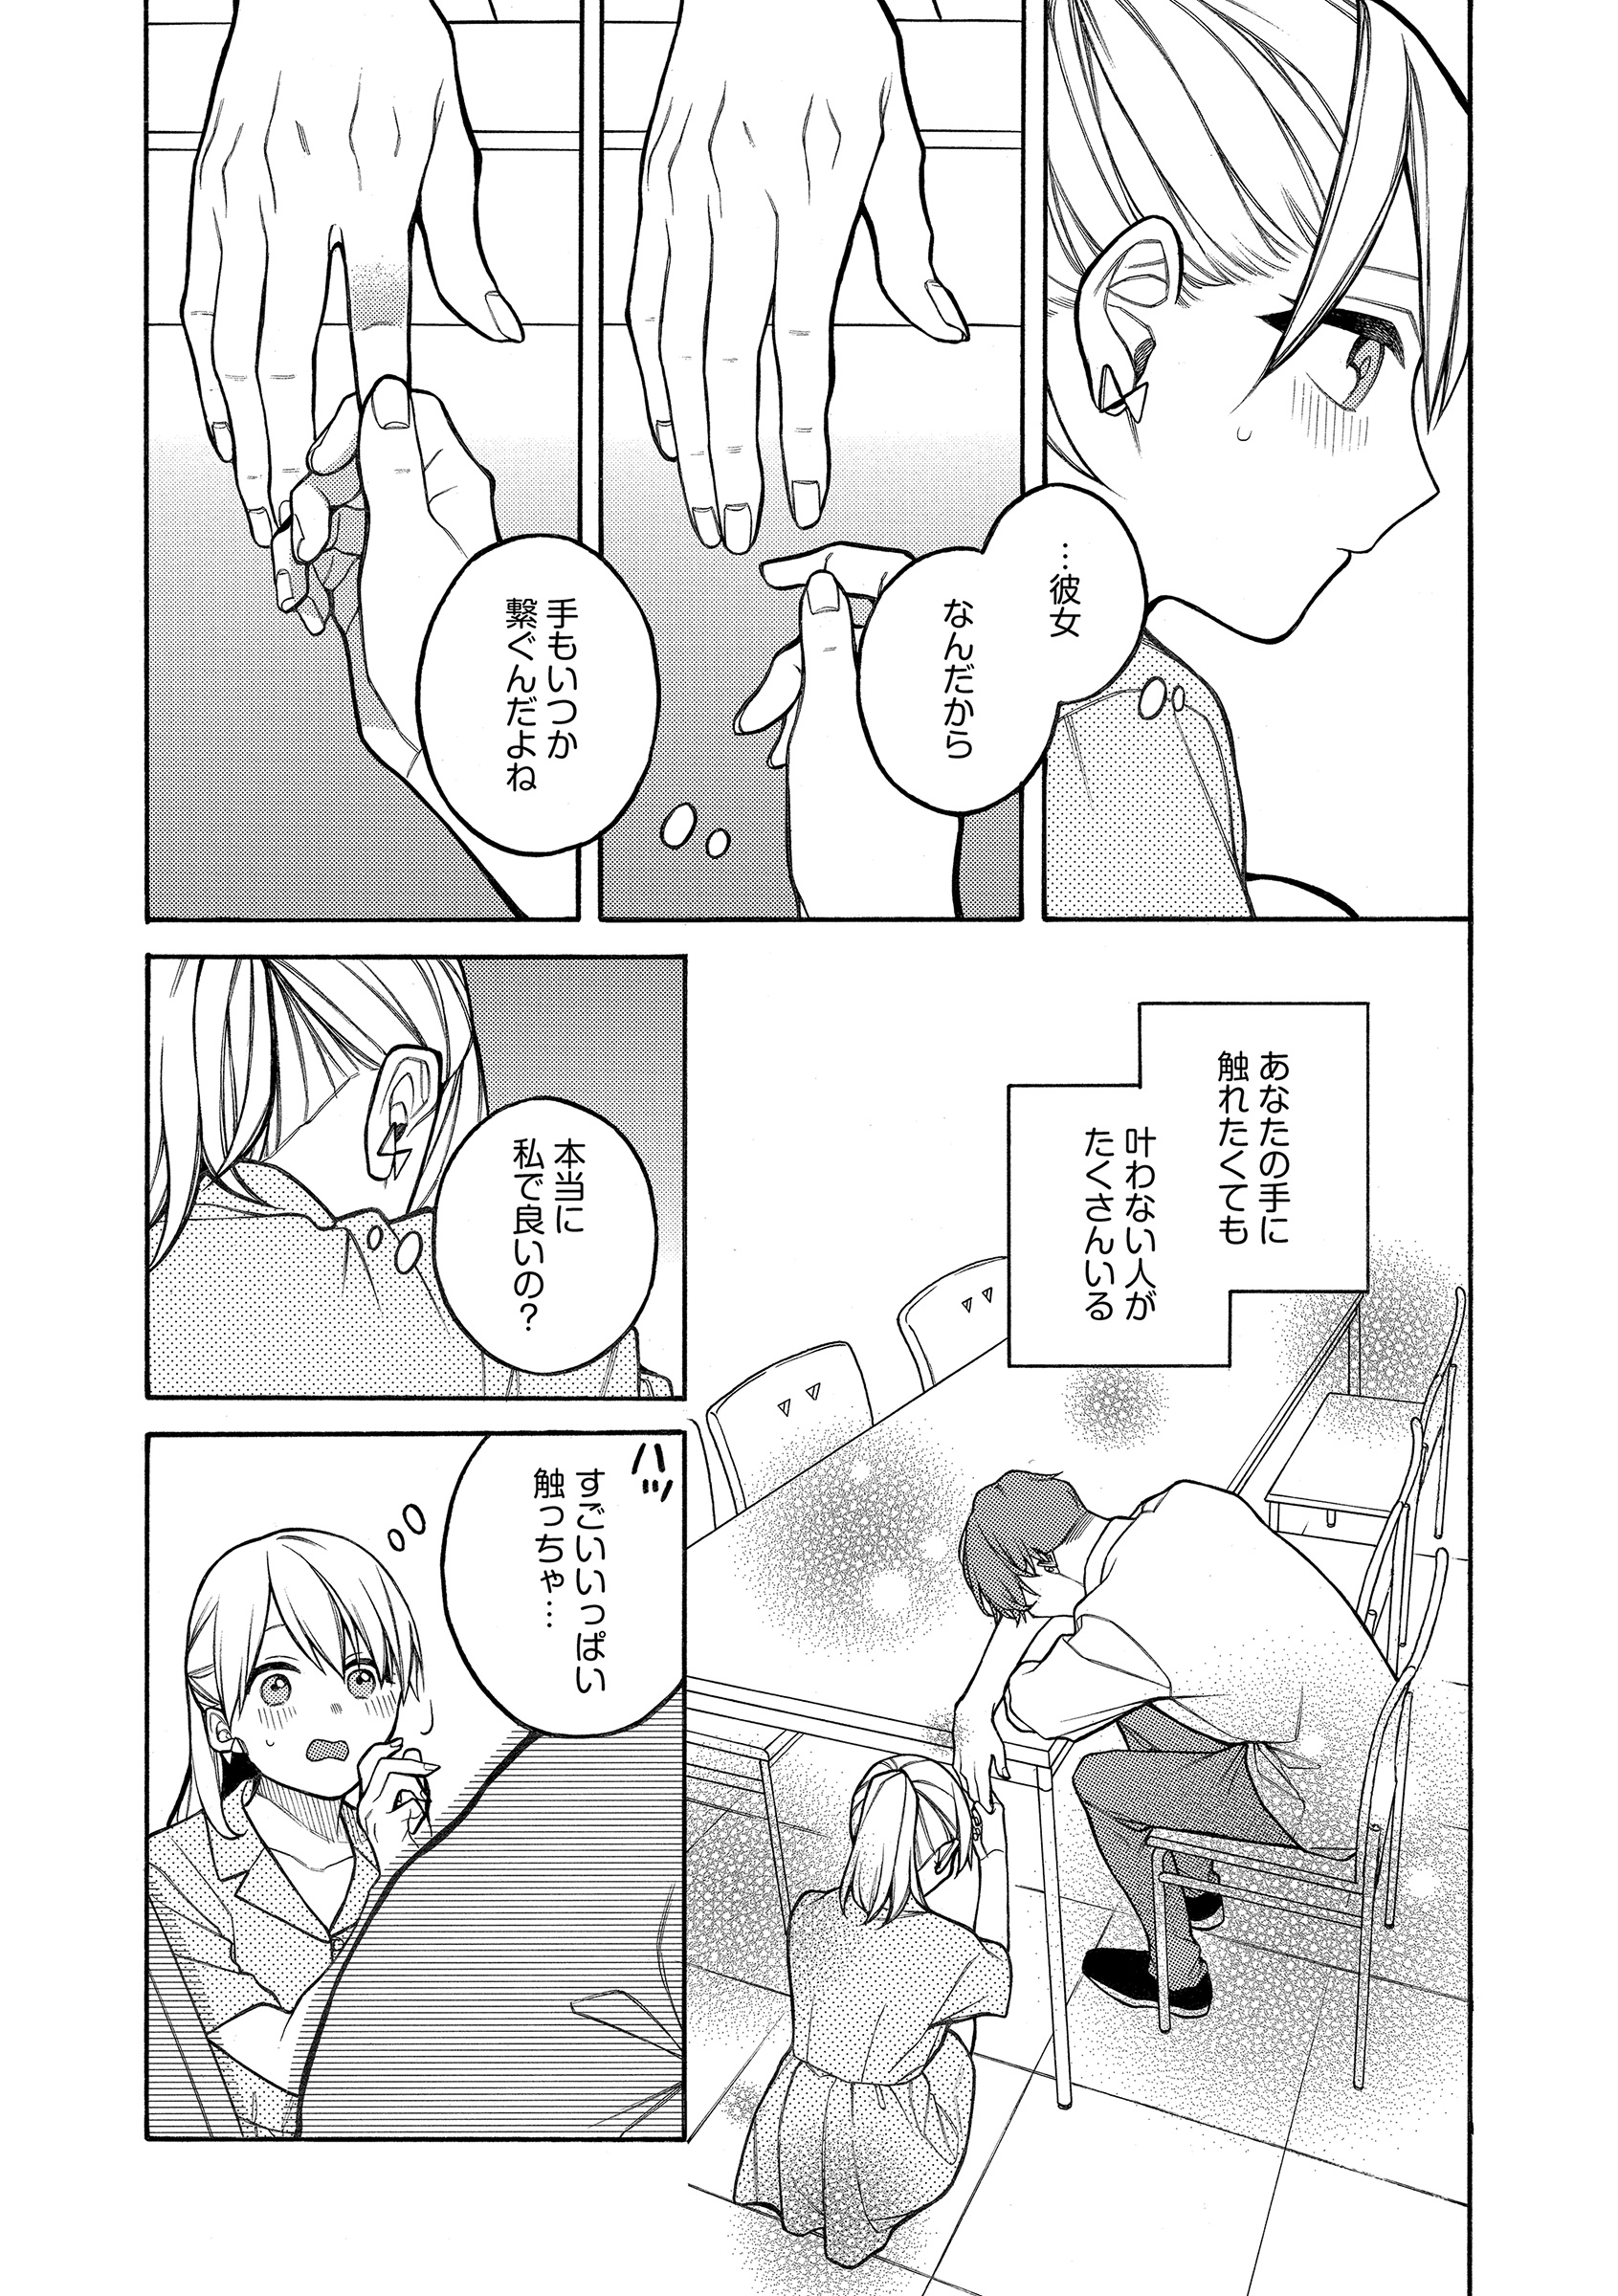 …彼女
なんだから
手もいつか
繋ぐんだよね
あなたの手に
触れたくても
叶わない人が
たくさんいる
本当に
私で良いの？
ハッ
すごいいっぱい
触っちゃ…